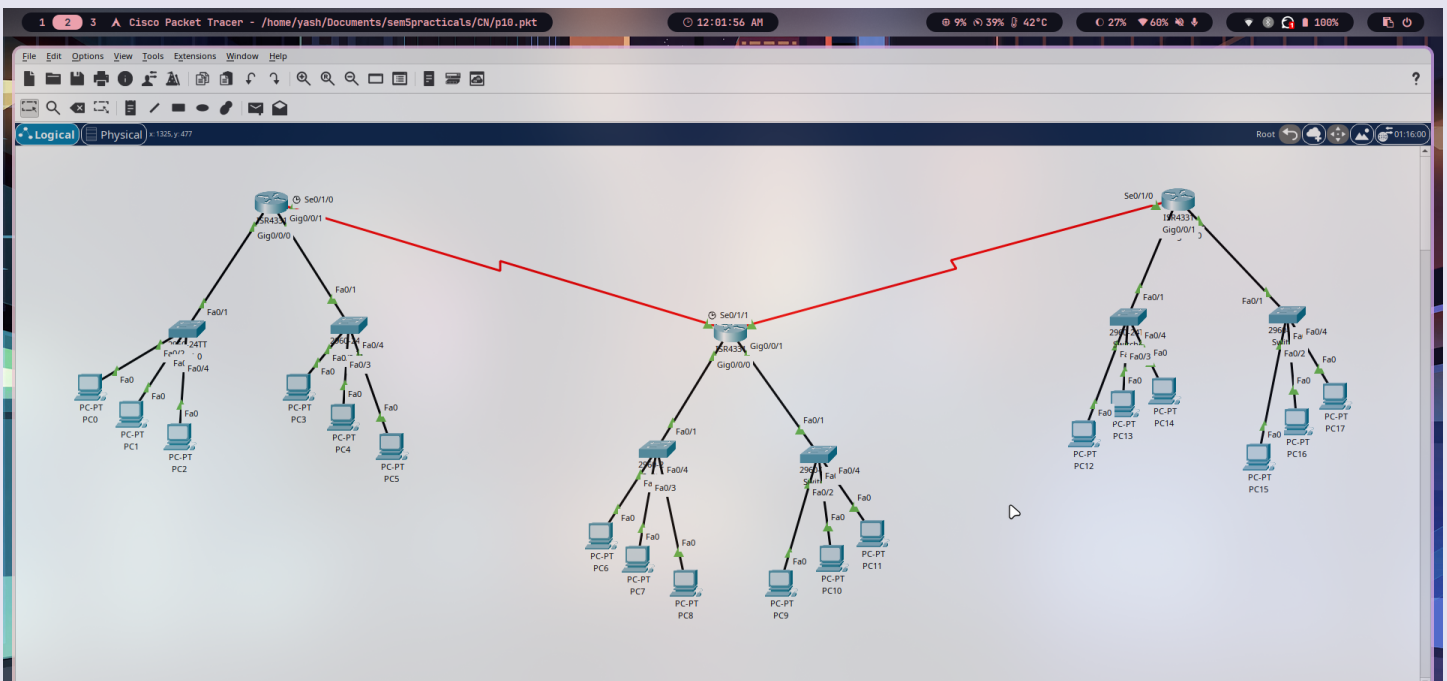 1 2 3 Cisco Packet Tracer - /home/yash/Documents/sem5practicals/CN/p10.pkt
12:01:56 AM
9% 39% 42°C
27% 60%
100%
File Edit Options View Tools Extensions Window Help
?
Logical Physical x: 1325, y: 477
Root 01:16:00
Se0/1/0
Gig0/0/1
Gig0/0/0
Fa0/1
Fa0/1
24TT
0
Fa0/4
Fa0/4
Fa0/3
Fa0
Fa0
Fa0
Fa0
Fa0
Fa0
PC-PT
PC0
PC-PT
PC1
PC-PT
PC2
PC-PT
PC3
PC-PT
PC4
PC-PT
PC5
Se0/1/1
ISR4331
Gig0/0/1
Gig0/0/0
Fa0/1
Fa0/1
Fa0/4
Fa0/3
Fa0/4
Fa0/2
Fa0
Fa0
Fa0
Fa0
Fa0
Fa0
PC-PT
PC6
PC-PT
PC7
PC-PT
PC8
PC-PT
PC9
PC-PT
PC10
PC-PT
PC11
Se0/1/0
ISR4331
Gig0/0/1
Fa0/1
Fa0/1
Fa0/4
Fa0/3
Fa0
Fa0/4
Fa0/2
Fa0
Fa0
Fa0
Fa0
Fa0
PC-PT
PC12
PC-PT
PC13
PC-PT
PC14
PC-PT
PC15
PC-PT
PC16
PC-PT
PC17